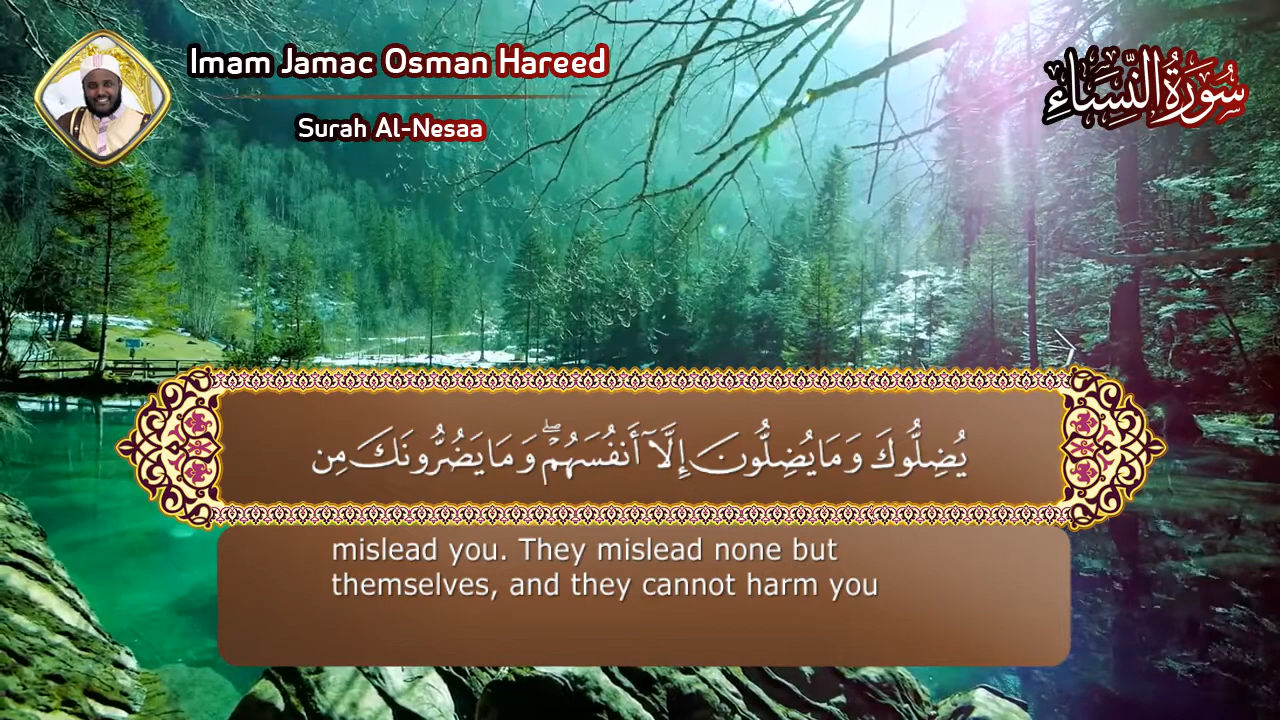 Imam Jamac Osman Hareed
Surah Al-Nesaa
سُورَةُ النِّسَاءِ
يُضِلُّوكَ وَمَا يُضِلُّونَ إِلَّآ أَنفُسَهُمْ ۖ وَمَا يَضُرُّونَكَ مِن
mislead you. They mislead none but
themselves, and they cannot harm you